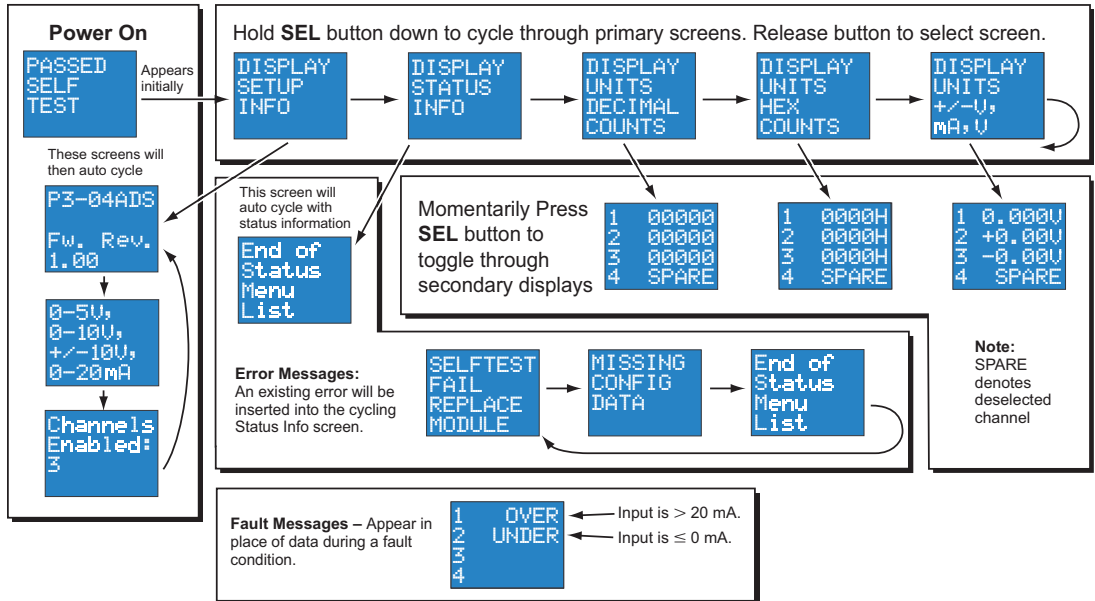 Power On
PASSED
SELF
TEST
Appears
initially
These screens will
then auto cycle
P3-04ADS
Fw. Rev.
1.00
0-5V,
0-10V,
+/-10V,
0-20mA
Channels
Enabled:
3
Hold SEL button down to cycle through primary screens. Release button to select screen.
DISPLAY
SETUP
INFO
DISPLAY
STATUS
INFO
DISPLAY
UNITS
DECIMAL
COUNTS
DISPLAY
UNITS
HEX
COUNTS
DISPLAY
UNITS
+/-V,
mA,V
This screen will
auto cycle with
status information
End of
Status
Menu
List
Momentarily Press
SEL button to
toggle through
secondary displays
1 00000
2 00000
3 00000
4 SPARE
1 0000H
2 0000H
3 0000H
4 SPARE
1 0.000V
2 +0.00V
3 -0.00V
4 SPARE
Note:
SPARE
denotes
deselected
channel
Error Messages:
An existing error will be
inserted into the cycling
Status Info screen.
SELFTEST
FAIL
REPLACE
MODULE
MISSING
CONFIG
DATA
End of
Status
Menu
List
Fault Messages – Appear in
place of data during a fault
condition.
1 OVER
2 UNDER
3
4
Input is > 20 mA.
Input is ≤ 0 mA.